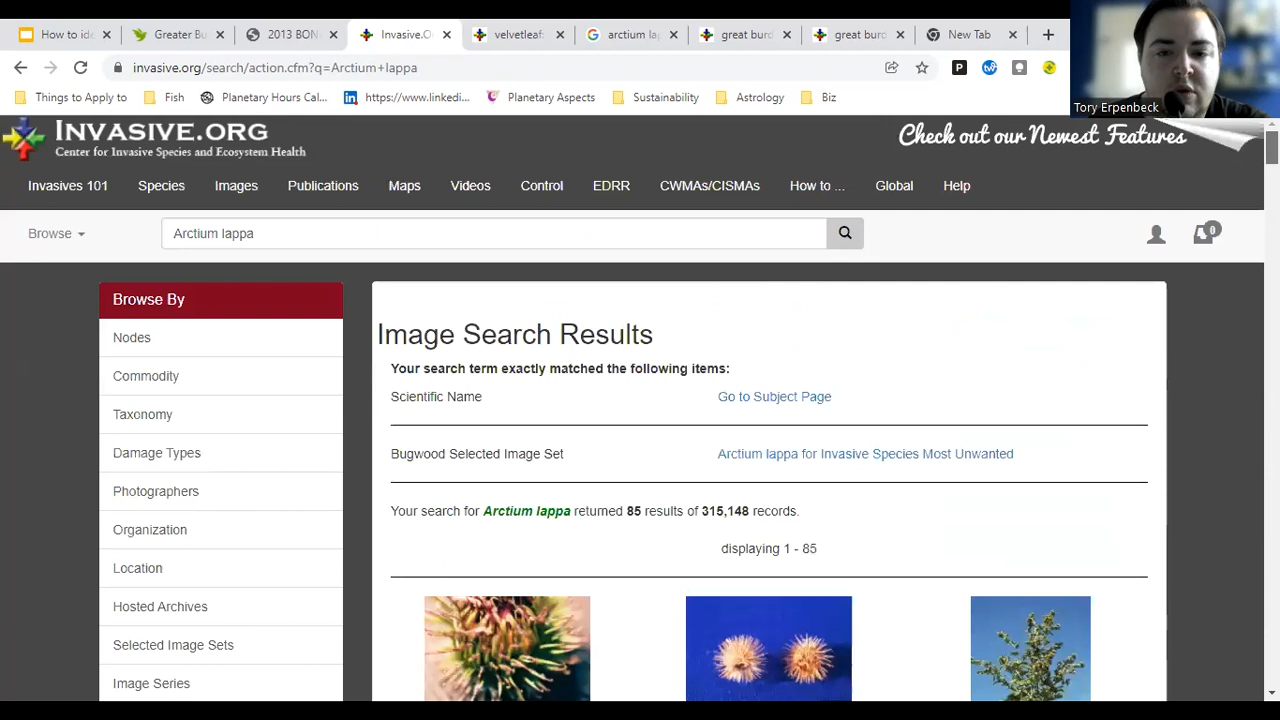 How to ide
Greater Bu
2013 BON
Invasive.O
velvetleaf
arctium lap
great burd
great burd
New Tab
invasive.org/search/action.cfm?q=Arctium+lappa
Things to Apply to
Fish
Planetary Hours Cal...
https://www.linkedi...
Planetary Aspects
Sustainability
Astrology
Biz
Tory Erpenbeck
INVASIVE.ORG
Center for Invasive Species and Ecosystem Health
Check out our Newest Features
Invasives 101 Species Images Publications Maps Videos Control EDRR CWMAs/CISMAs How to ... Global Help
Browse
Arctium lappa
0
Browse By
Nodes
Commodity
Taxonomy
Damage Types
Photographers
Organization
Location
Hosted Archives
Selected Image Sets
Image Series
Image Search Results
Your search term exactly matched the following items:
Scientific Name Go to Subject Page
Bugwood Selected Image Set Arctium lappa for Invasive Species Most Unwanted
Your search for Arctium lappa returned 85 results of 315,148 records.
displaying 1 - 85